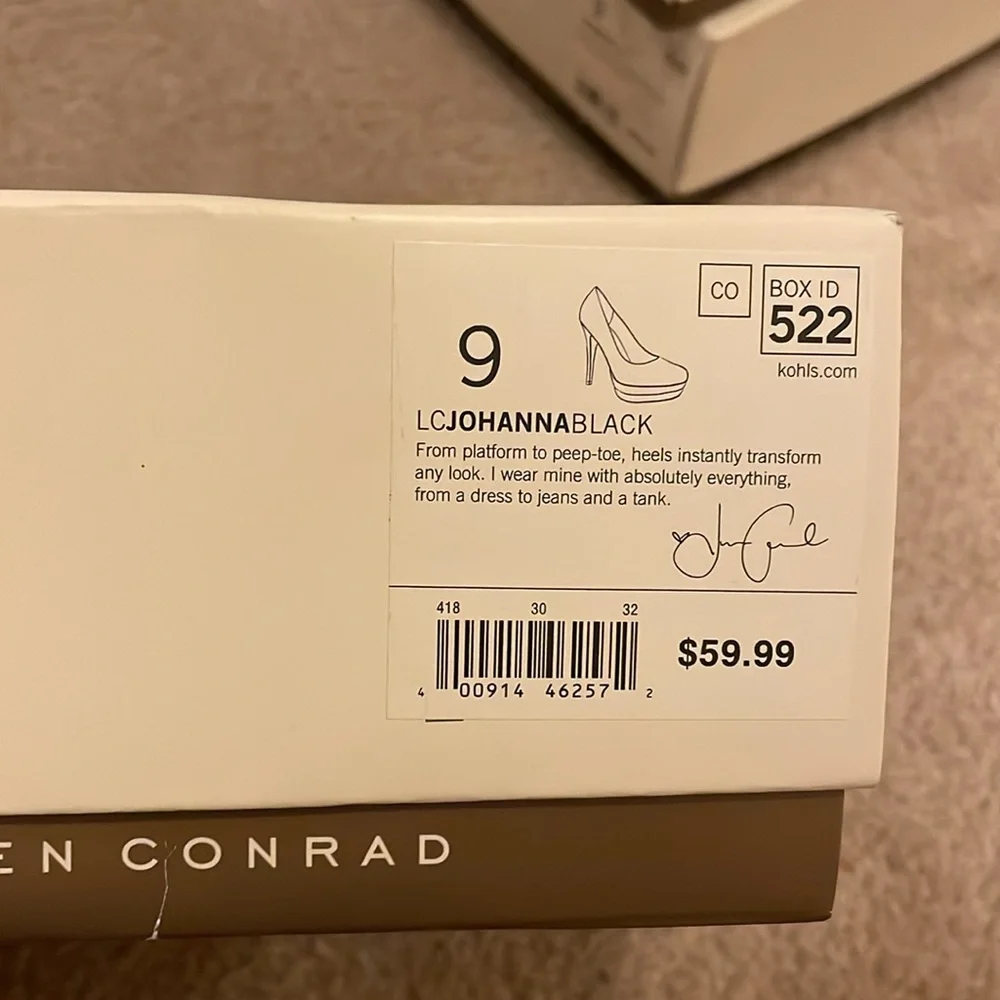 CO
BOX ID
522
kohls.com
9
LCJOHANNABLACK
From platform to peep-toe, heels instantly transform
any look. I wear mine with absolutely everything,
from a dress to jeans and a tank.
418 30 32
$59.99
4 00914 46257 2
EN CONRAD